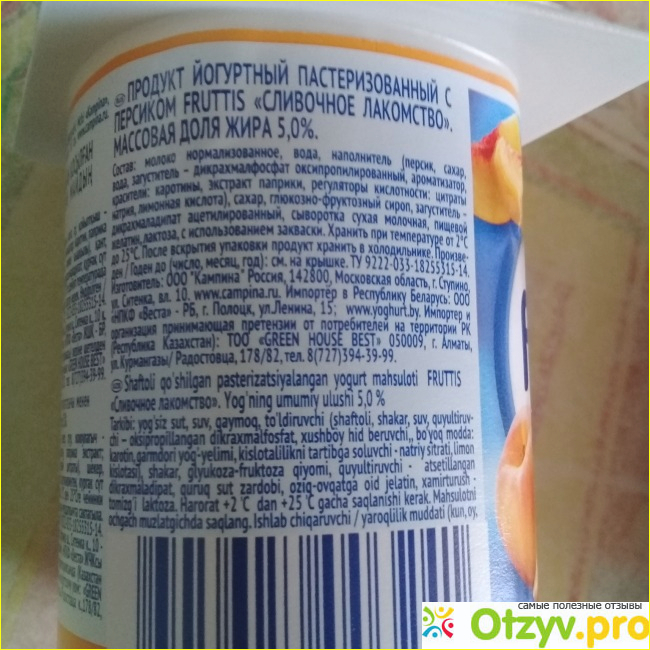 ПРОДУКТ ЙОГУРТНЫЙ ПАСТЕРИЗОВАННЫЙ С
ПЕРСИКОМ FRUTTIS «СЛИВОЧНОЕ ЛАКОМСТВО».
МАССОВАЯ ДОЛЯ ЖИРА 5,0%.
Состав: молоко нормализованное, вода, наполнитель (персик, сахар,
вода, загуститель – дикрахмалфосфат оксипропилированный, ароматизатор,
красители: каротины, экстракт паприки, регуляторы кислотности: цитраты
натрия, лимонная кислота), сахар, глюкозно-фруктозный сироп, загуститель –
дикрахмаладипат ацетилированный, сыворотка сухая молочная, пищевой
желатин, лактоза, с использованием закваски. Хранить при температуре от 2°С
до 25°С. После вскрытия упаковки продукт хранить в холодильнике. Произве-
ден / Годен до (число, месяц, год): см. на крышке. ТУ 9222-033-18255315-14.
Изготовитель: ООО "Кампина" Россия, 142800, Московская область, г. Ступино,
ул. Ситенка, вл. 10. www.campina.ru. Импортер в Республику Беларусь: ООО
«НПКФ «Веста» - РБ, г. Полоцк, ул.Ленина, 15; www.yoghurt.by. Импортер и
организация принимающая претензии от потребителей на территории РК
(Республика Казахстан): ТОО «GREEN HOUSE BEST» 050009, г. Алматы,
ул. Курмангазы/ Радостовца, 178/82, тел. 8(727)394-39-99.
Shaftoli qo'shilgan pasterizatsiyalangan yogurt mahsuloti FRUTTIS
«Сливочное лакомство». Yog'ning umumiy ulushi 5,0 %
Tarkibi: yog'siz sut, suv, qaymoq, to'ldiruvchi (shaftoli, shakar, suv, quyultiruv-
chi – oksipropillangan dikraxmalfosfat, xushboy hid beruvchi,, bo'yoq modda:
karotin, garmdori yog-yelimi, kislotalilikni tartibga soluvchi - natriy sitrati, limon
kislotasi), shakar, glyukoza-fruktoza qiyomi, quyultiruvchi - atsetillangan
dikraxmaladipat, quruq sut zardobi, oziq-ovqatga oid jelatin, xamirturush -
tomizg'i laktoza. Harorat +2°С dan +25°С gacha saqlanishi kerak. Mahsulotni
ochgach muzlatgichda saqlang. Ishlab chiqaruvchi / yaroqlilik muddati (kun, oy,
самые полезные отзывы
Otzyv.pro